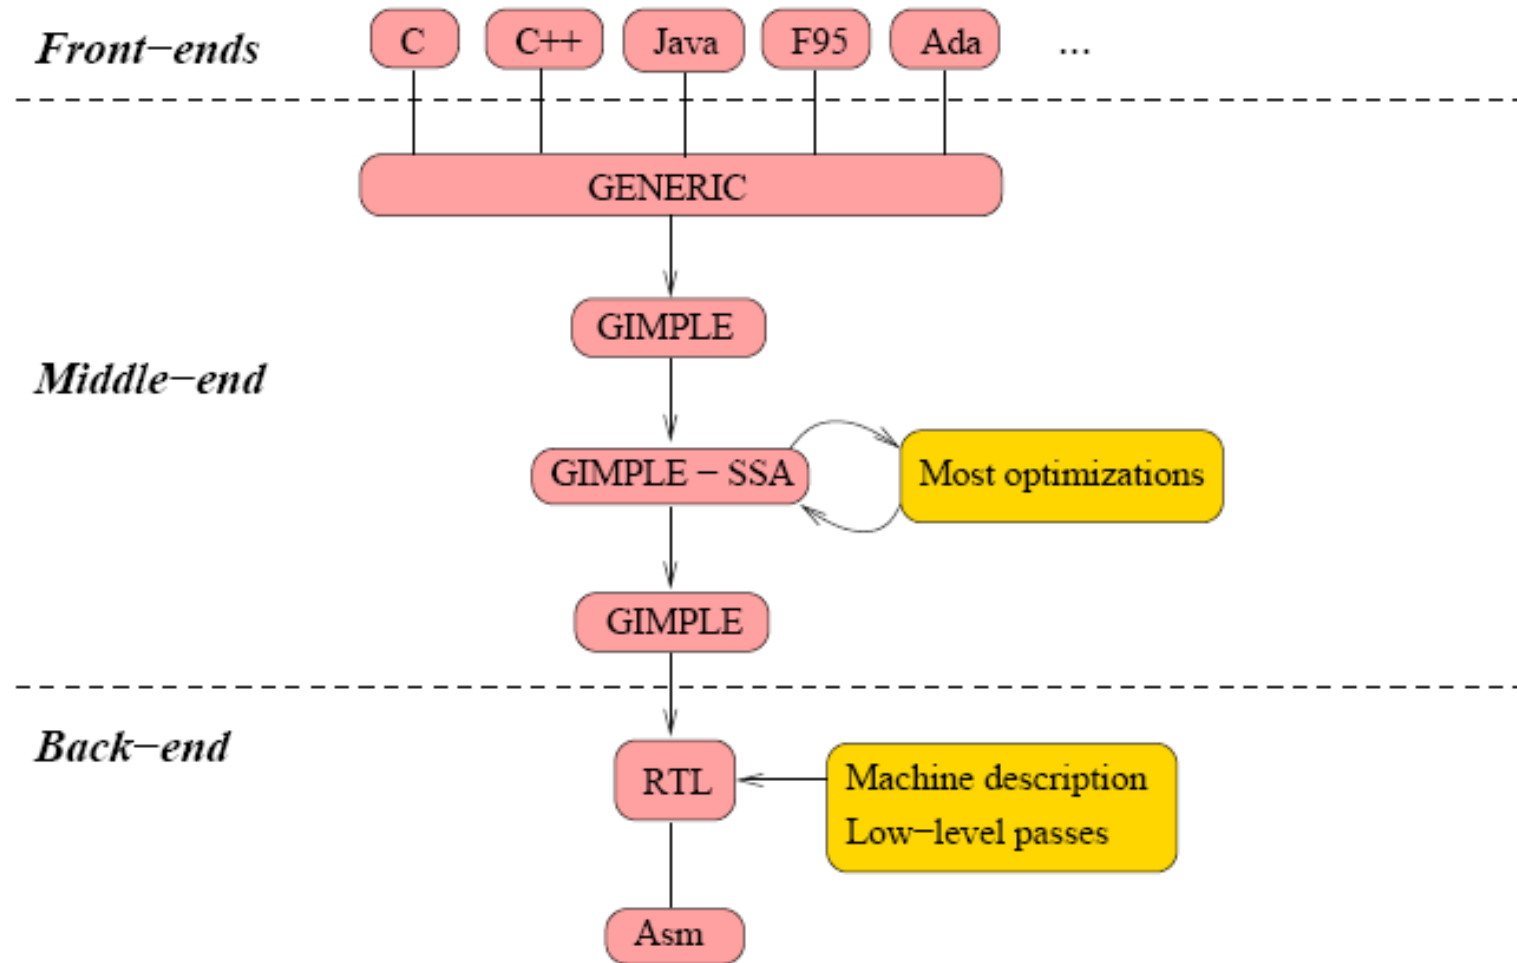 Front−ends C C++ Java F95 Ada ...
GENERIC
GIMPLE
Middle−end
GIMPLE − SSA Most optimizations
GIMPLE
Back−end
RTL Machine description
Low−level passes
Asm